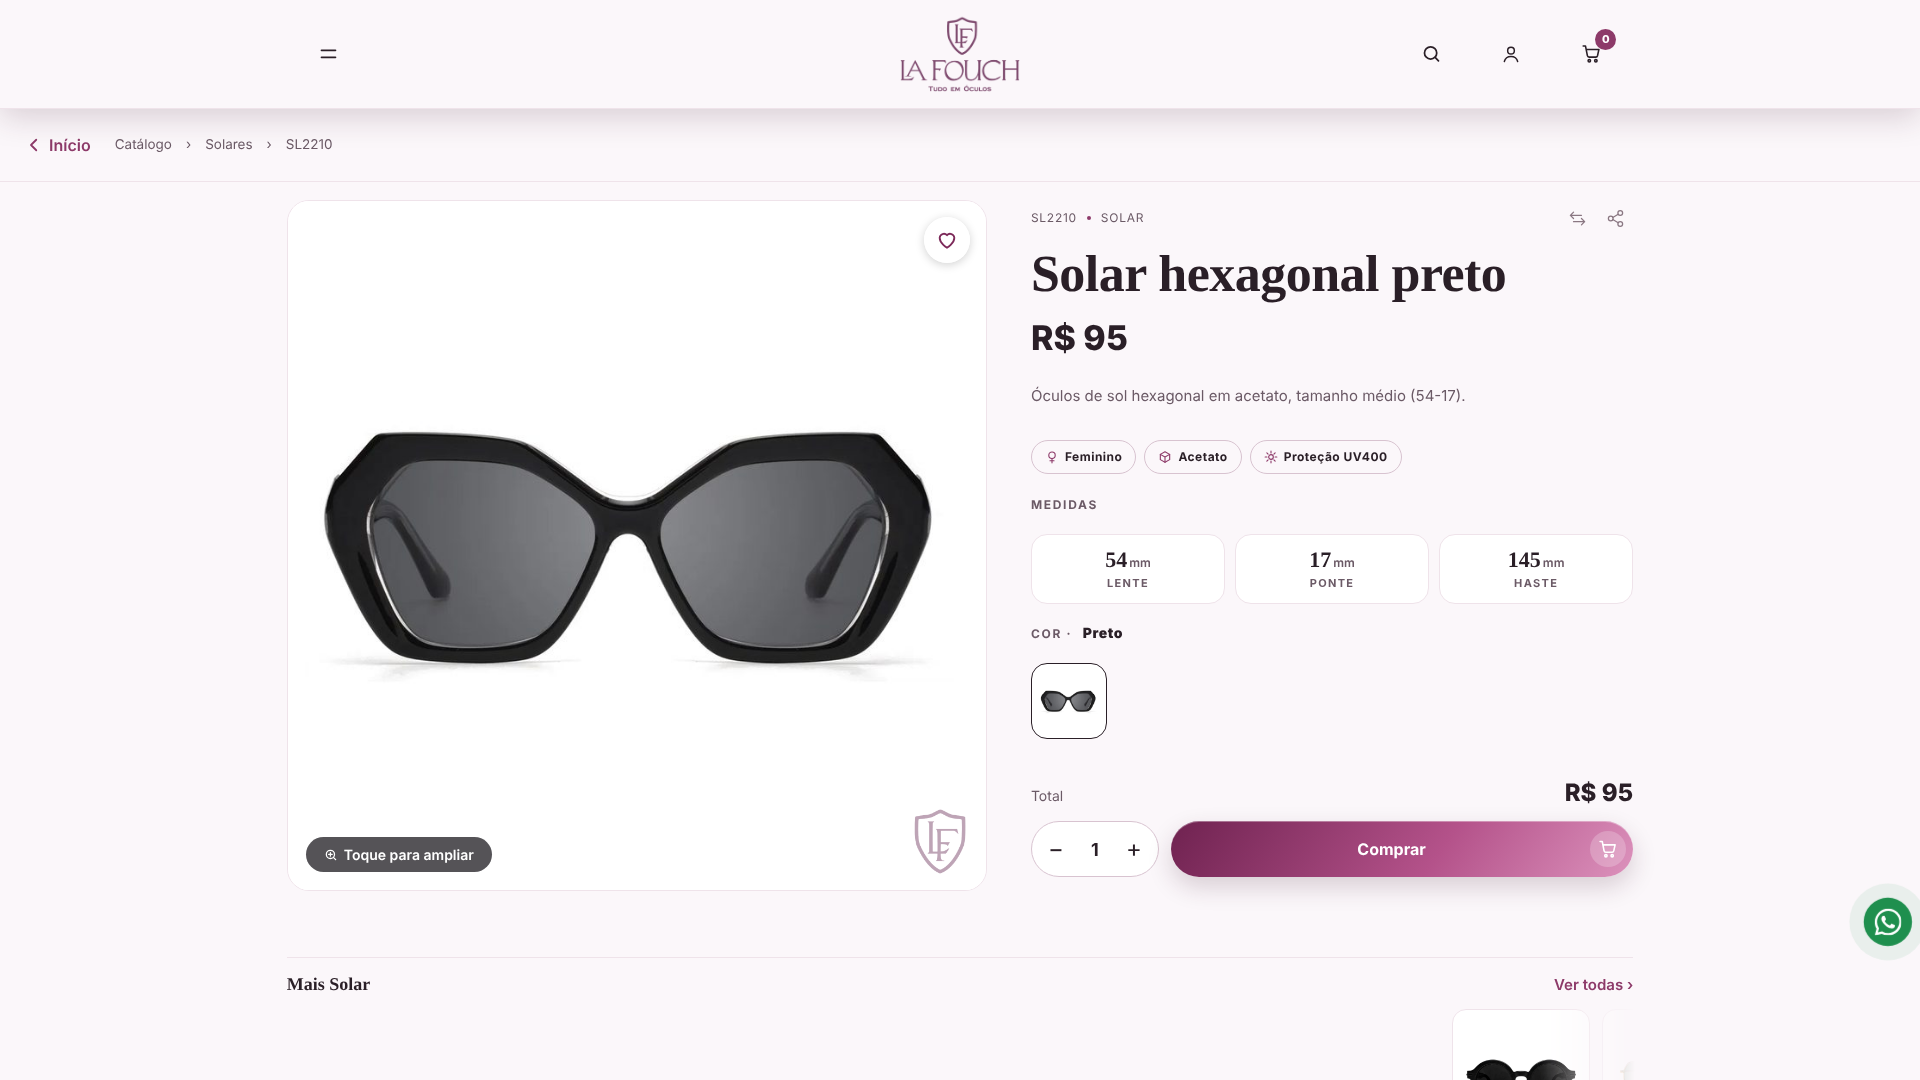 LF
LA FOUCH
TUDO EM ÓCULOS
0
Início
Catálogo › Solares › SL2210
SL2210 • SOLAR
Solar hexagonal preto
R$ 95
Óculos de sol hexagonal em acetato, tamanho médio (54-17).
Feminino
Acetato
Proteção UV400
MEDIDAS
54 mm
LENTE
17 mm
PONTE
145 mm
HASTE
COR · Preto
Total
R$ 95
− 1 +
Comprar
LF
Toque para ampliar
Mais Solar
Ver todas ›